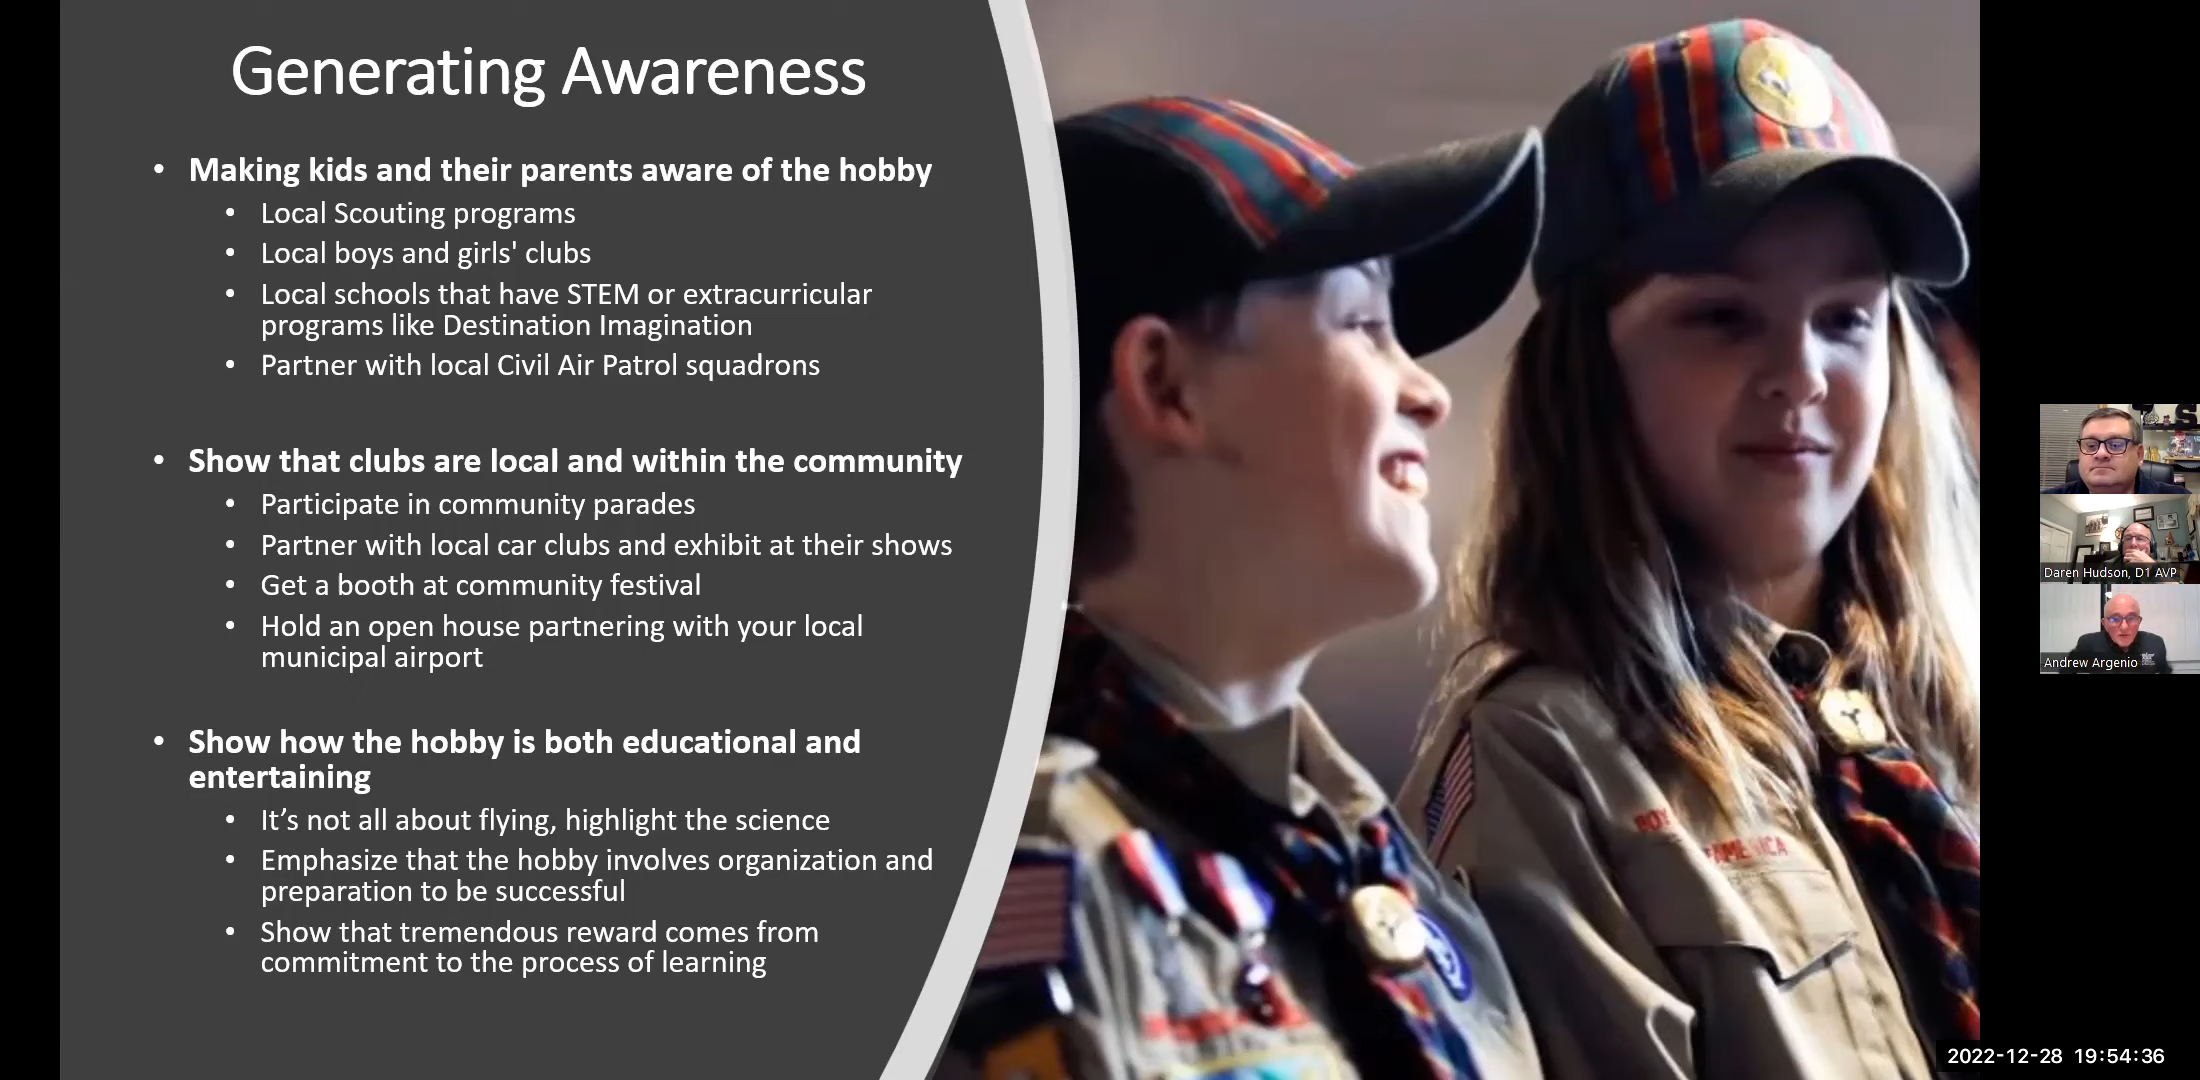 Generating Awareness
• Making kids and their parents aware of the hobby
• Local Scouting programs
• Local boys and girls' clubs
• Local schools that have STEM or extracurricular
programs like Destination Imagination
• Partner with local Civil Air Patrol squadrons
• Show that clubs are local and within the community
• Participate in community parades
• Partner with local car clubs and exhibit at their shows
• Get a booth at community festival
• Hold an open house partnering with your local
municipal airport
• Show how the hobby is both educational and
entertaining
• It’s not all about flying, highlight the science
• Emphasize that the hobby involves organization and
preparation to be successful
• Show that tremendous reward comes from
commitment to the process of learning
Daren Hudson, D1 AVP
Andrew Argenio
2022-12-28 19:54:36